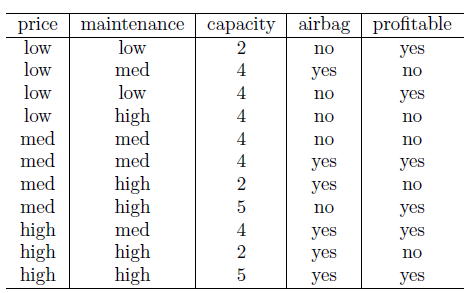 price maintenance capacity airbag profitable
low low 2 no yes
low med 4 yes no
low low 4 no yes
low high 4 no no
med med 4 no no
med med 4 yes yes
med high 2 yes no
med high 5 no yes
high med 4 yes yes
high high 2 yes no
high high 5 yes yes